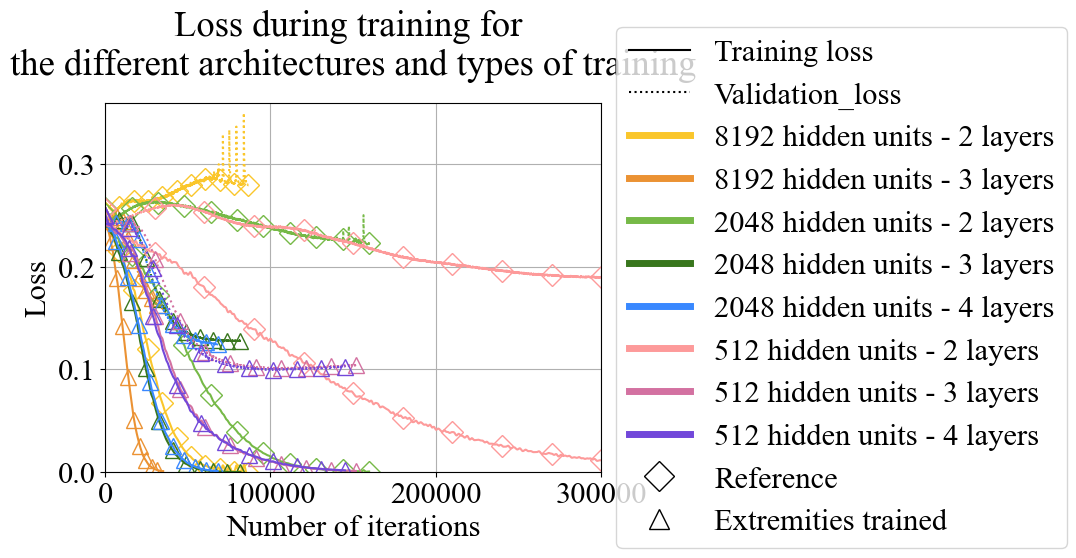 Loss during training for
the different architectures and types of training
Loss
0.3
0.2
0.1
0.0
0
100000
200000
300000
Number of iterations
Training loss
Validation_loss
8192 hidden units - 2 layers
8192 hidden units - 3 layers
2048 hidden units - 2 layers
2048 hidden units - 3 layers
2048 hidden units - 4 layers
512 hidden units - 2 layers
512 hidden units - 3 layers
512 hidden units - 4 layers
Reference
Extremities trained